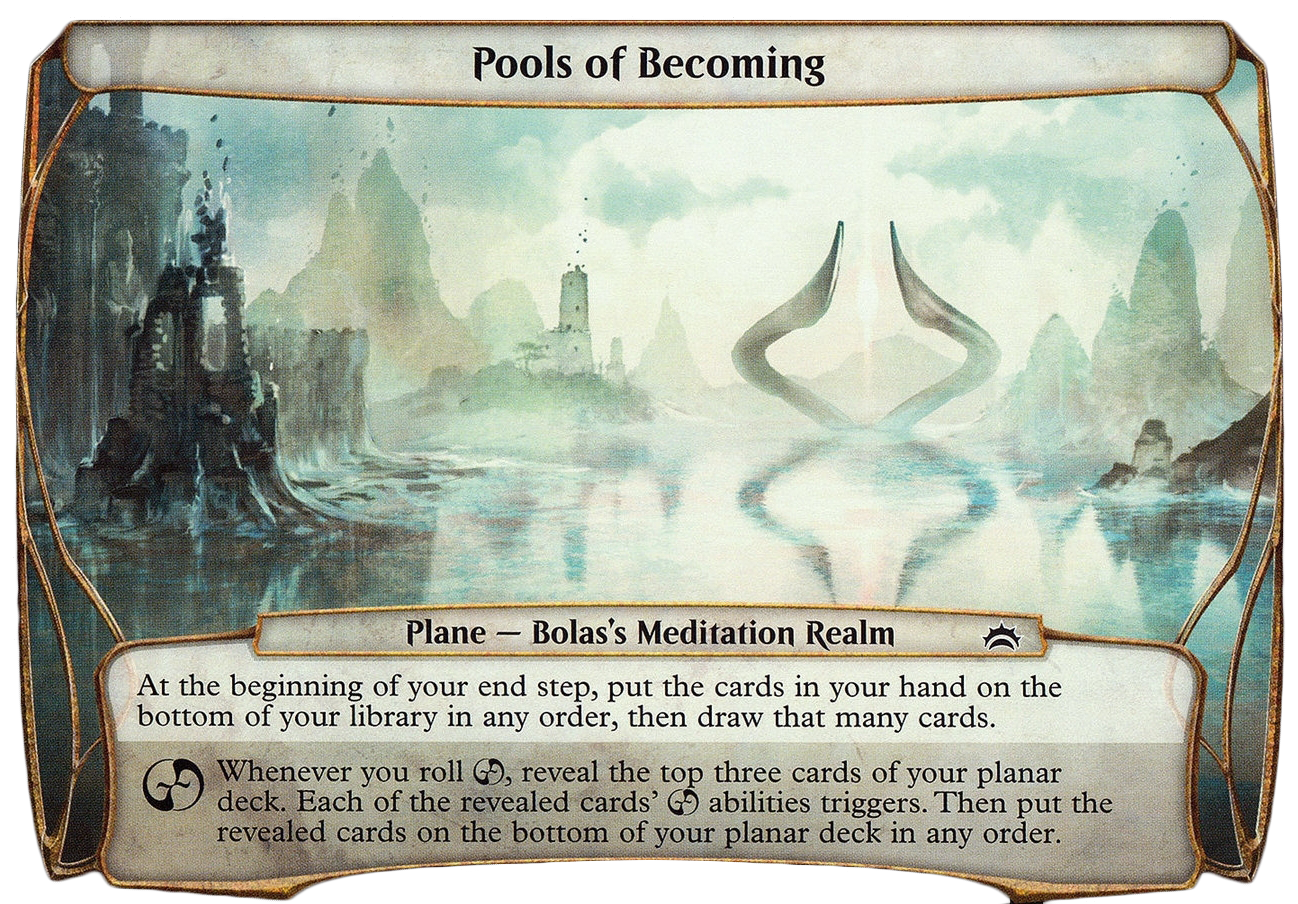 Pools of Becoming
Plane — Bolas's Meditation Realm
At the beginning of your end step, put the cards in your hand on the
bottom of your library in any order, then draw that many cards.
Whenever you roll , reveal the top three cards of your planar
deck. Each of the revealed cards' abilities triggers. Then put the
revealed cards on the bottom of your planar deck in any order.